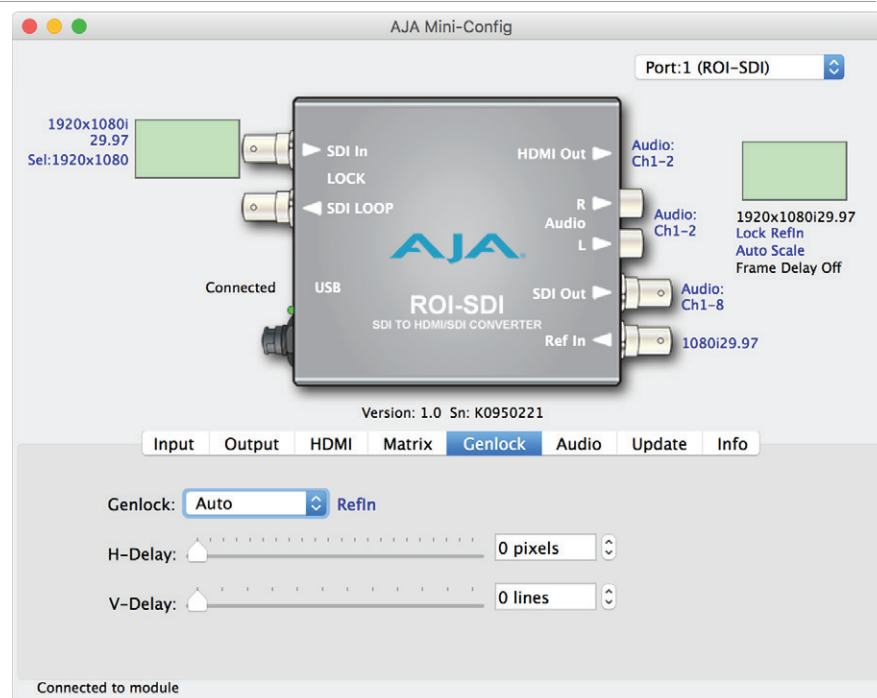 AJA Mini-Config
Port:1 (ROI-SDI)
1920x1080i
29.97
Sel:1920x1080
SDI In
LOCK
SDI LOOP
HDMI Out
Audio:
Ch1-2
R
Audio
L
Audio:
Ch1-2
1920x1080i29.97
Lock RefIn
Auto Scale
Frame Delay Off
AJA
Connected
USB
ROI-SDI
SDI TO HDMI/SDI CONVERTER
SDI Out
Audio:
Ch1-8
Ref In
1080i29.97
Version: 1.0 Sn: K0950221
Input Output HDMI Matrix Genlock Audio Update Info
Genlock: Auto RefIn
H-Delay: 0 pixels
V-Delay: 0 lines
Connected to module